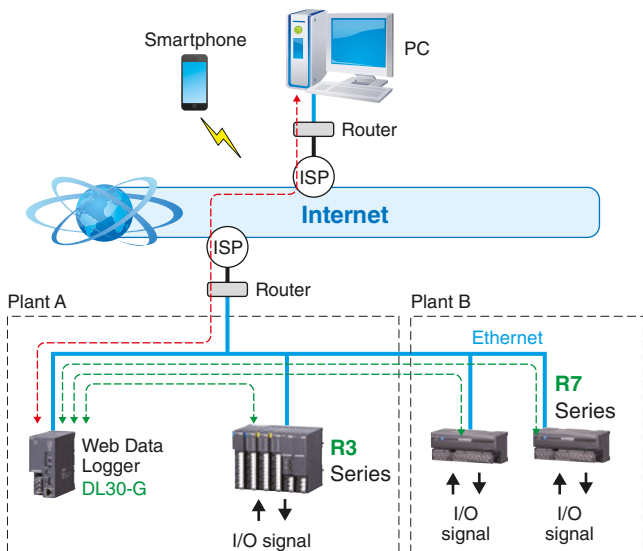 Smartphone
PC
Router
ISP
Internet
ISP
Router
Plant A
Plant B
Ethernet
R7
Series
Web Data
Logger
DL30-G
R3
Series
I/O signal
I/O
signal
I/O
signal